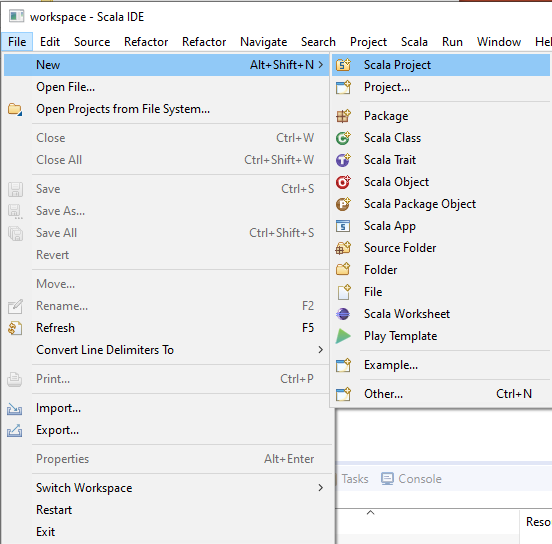 workspace - Scala IDE
File Edit Source Refactor Refactor Navigate Search Project Scala Run Window
New Alt+Shift+N
Open File...
Open Projects from File System...
Close Ctrl+W
Close All Ctrl+Shift+W
Save Ctrl+S
Save As...
Save All Ctrl+Shift+S
Revert
Move...
Rename... F2
Refresh F5
Convert Line Delimiters To
Print... Ctrl+P
Import...
Export...
Properties Alt+Enter
Switch Workspace
Restart
Exit
Scala Project
Project...
Package
Scala Class
Scala Trait
Scala Object
Scala Package Object
Scala App
Source Folder
Folder
File
Scala Worksheet
Play Template
Example...
Other... Ctrl+N
Tasks Console